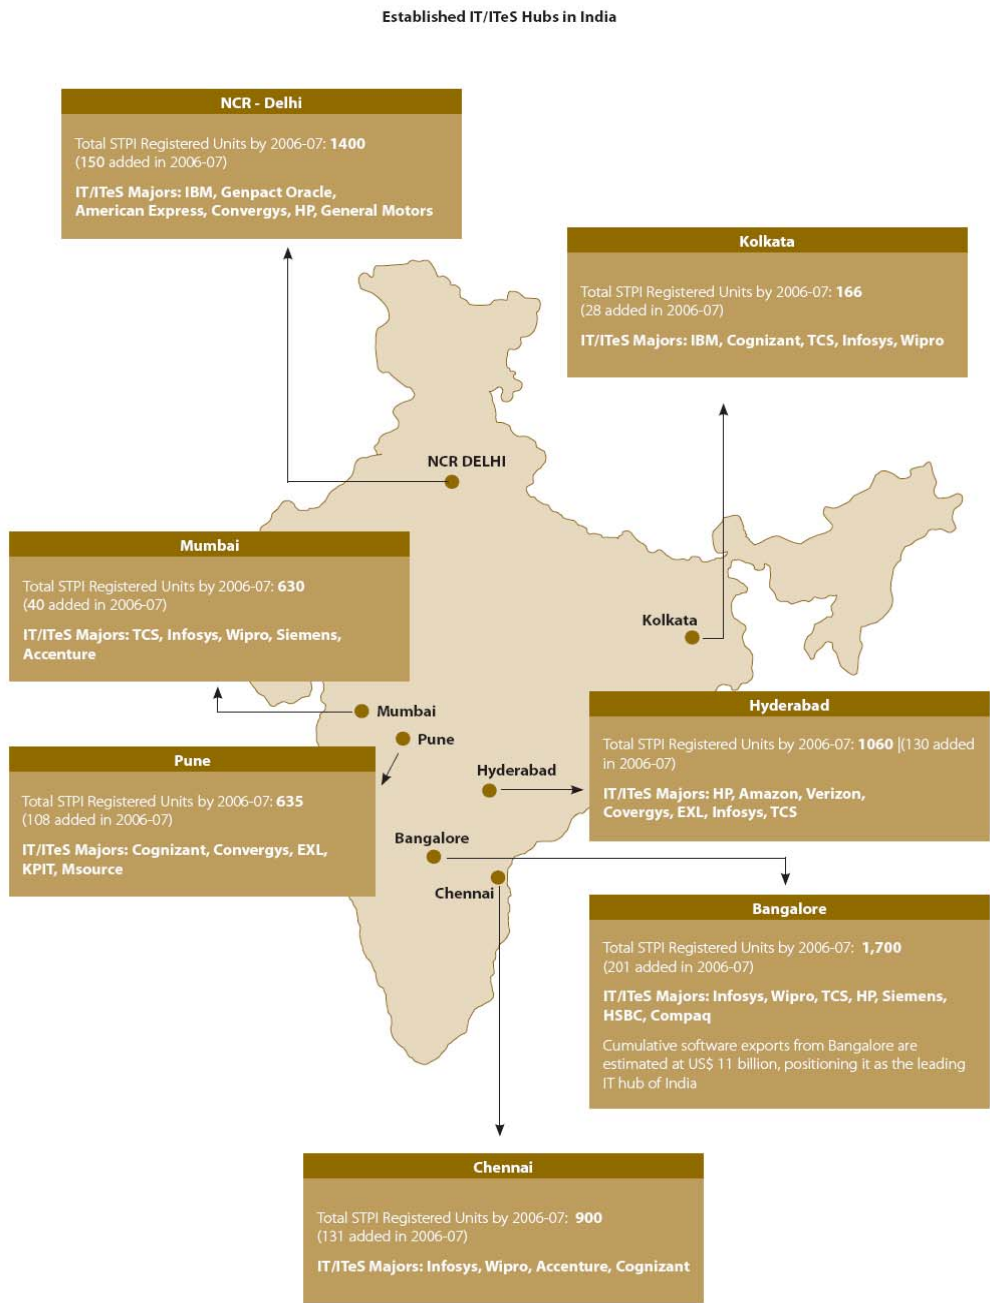 Established IT/ITeS Hubs in India
NCR - Delhi
Total STPI Registered Units by 2006-07: 1400
(150 added in 2006-07)
IT/ITeS Majors: IBM, Genpact Oracle,
American Express, Convergys, HP, General Motors
Kolkata
Total STPI Registered Units by 2006-07: 166
(28 added in 2006-07)
IT/ITeS Majors: IBM, Cognizant, TCS, Infosys, Wipro
NCR DELHI
Mumbai
Total STPI Registered Units by 2006-07: 630
(40 added in 2006-07)
IT/ITeS Majors: TCS, Infosys, Wipro, Siemens,
Accenture
Kolkata
Mumbai
Pune
Hyderabad
Total STPI Registered Units by 2006-07: 1060 |(130 added
in 2006-07)
IT/ITeS Majors: HP, Amazon, Verizon,
Covergys, EXL, Infosys, TCS
Pune
Total STPI Registered Units by 2006-07: 635
(108 added in 2006-07)
IT/ITeS Majors: Cognizant, Convergys, EXL,
KPIT, Msource
Hyderabad
Bangalore
Chennai
Bangalore
Total STPI Registered Units by 2006-07: 1,700
(201 added in 2006-07)
IT/ITeS Majors: Infosys, Wipro, TCS, HP, Siemens,
HSBC, Compaq
Cumulative software exports from Bangalore are
estimated at US$ 11 billion, positioning it as the leading
IT hub of India
Chennai
Total STPI Registered Units by 2006-07: 900
(131 added in 2006-07)
IT/ITeS Majors: Infosys, Wipro, Accenture, Cognizant